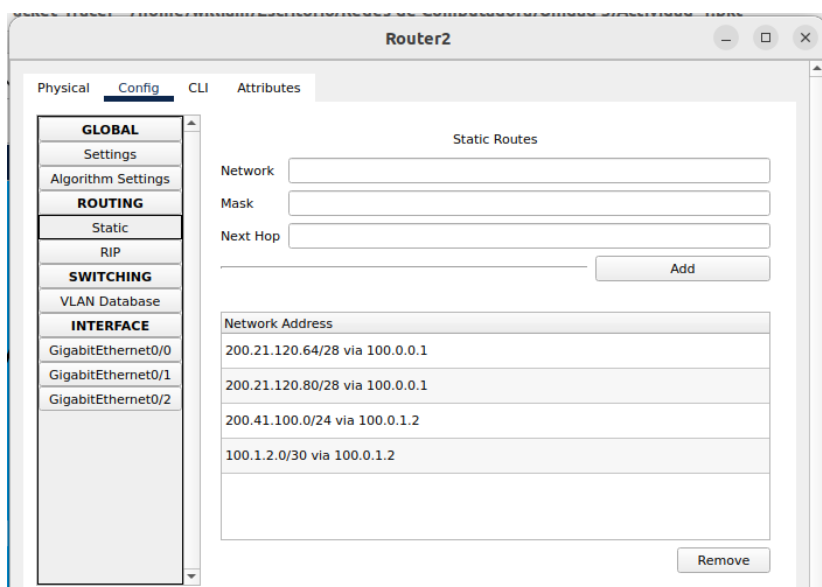 Router2
Physical Config CLI Attributes
GLOBAL
Settings
Algorithm Settings
ROUTING
Static
RIP
SWITCHING
VLAN Database
INTERFACE
GigabitEthernet0/0
GigabitEthernet0/1
GigabitEthernet0/2
Static Routes
Network
Mask
Next Hop
Add
Network Address
200.21.120.64/28 via 100.0.0.1
200.21.120.80/28 via 100.0.0.1
200.41.100.0/24 via 100.0.1.2
100.1.2.0/30 via 100.0.1.2
Remove